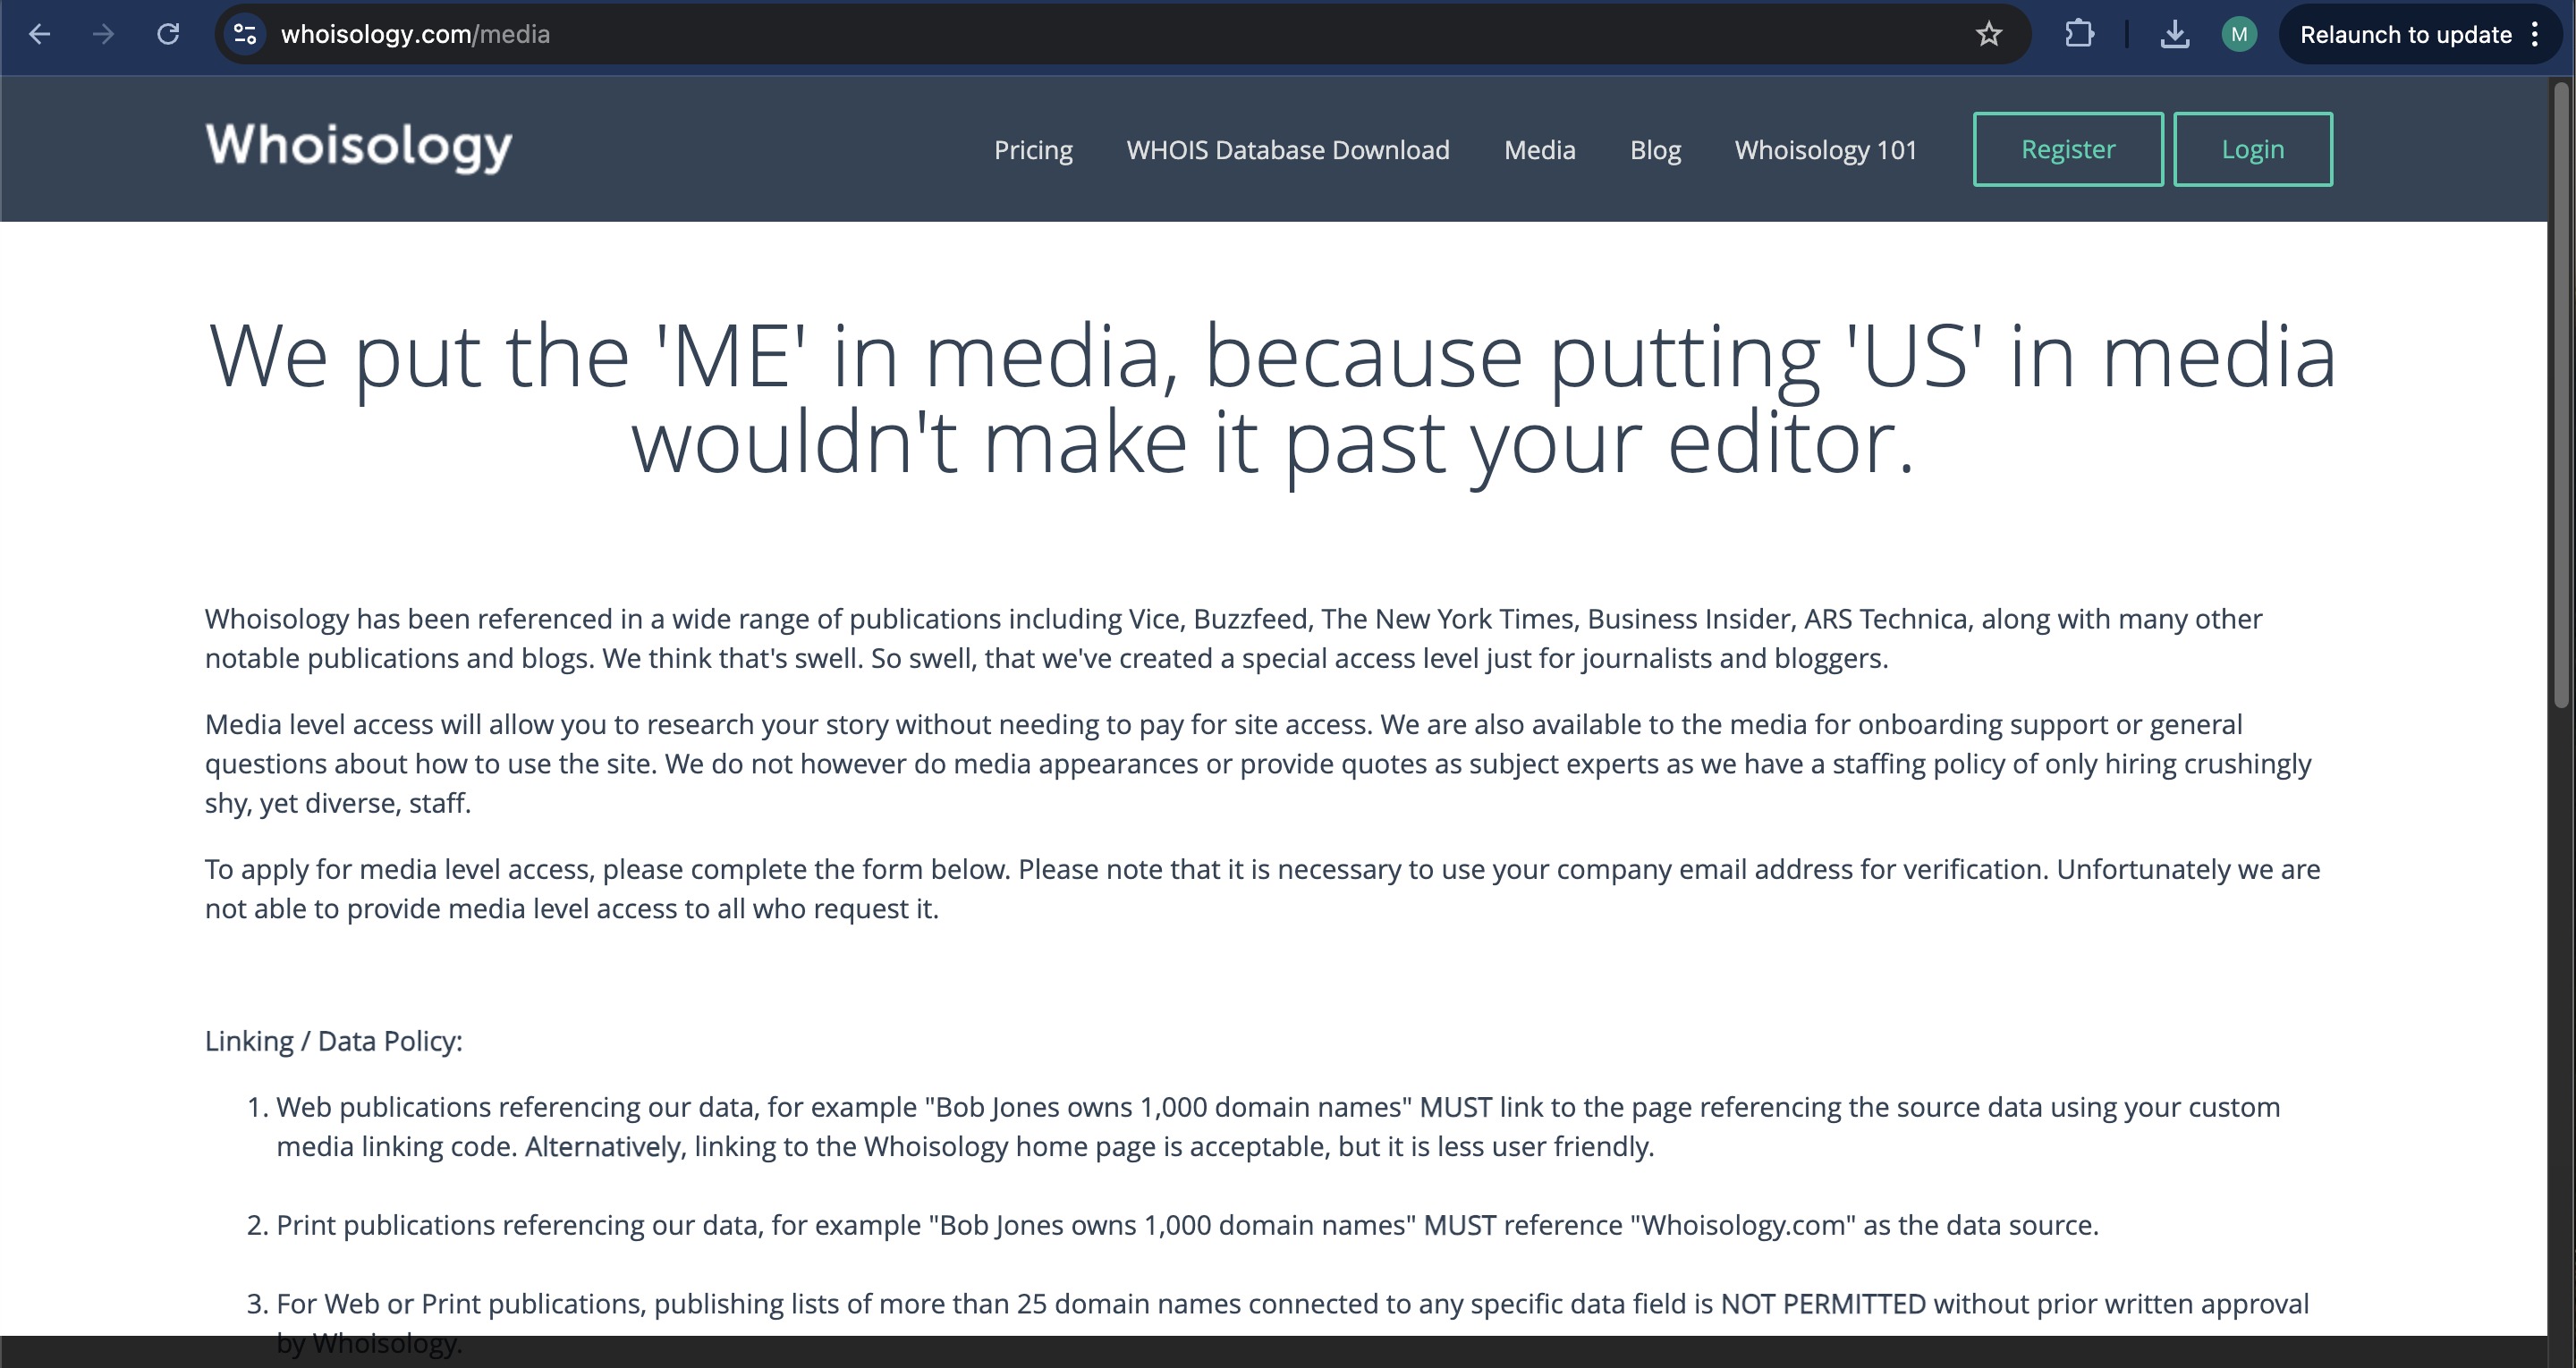 whoisology.com/media
M
Relaunch to update
Whoisology
Pricing
WHOIS Database Download
Media
Blog
Whoisology 101
Register
Login
We put the 'ME' in media, because putting 'US' in media
wouldn't make it past your editor.
Whoisology has been referenced in a wide range of publications including Vice, Buzzfeed, The New York Times, Business Insider, ARS Technica, along with many other
notable publications and blogs. We think that's swell. So swell, that we've created a special access level just for journalists and bloggers.
Media level access will allow you to research your story without needing to pay for site access. We are also available to the media for onboarding support or general
questions about how to use the site. We do not however do media appearances or provide quotes as subject experts as we have a staffing policy of only hiring crushingly
shy, yet diverse, staff.
To apply for media level access, please complete the form below. Please note that it is necessary to use your company email address for verification. Unfortunately we are
not able to provide media level access to all who request it.
Linking / Data Policy:
1. Web publications referencing our data, for example "Bob Jones owns 1,000 domain names" MUST link to the page referencing the source data using your custom
media linking code. Alternatively, linking to the Whoisology home page is acceptable, but it is less user friendly.
2. Print publications referencing our data, for example "Bob Jones owns 1,000 domain names" MUST reference "Whoisology.com" as the data source.
3. For Web or Print publications, publishing lists of more than 25 domain names connected to any specific data field is NOT PERMITTED without prior written approval
by Whoisology.